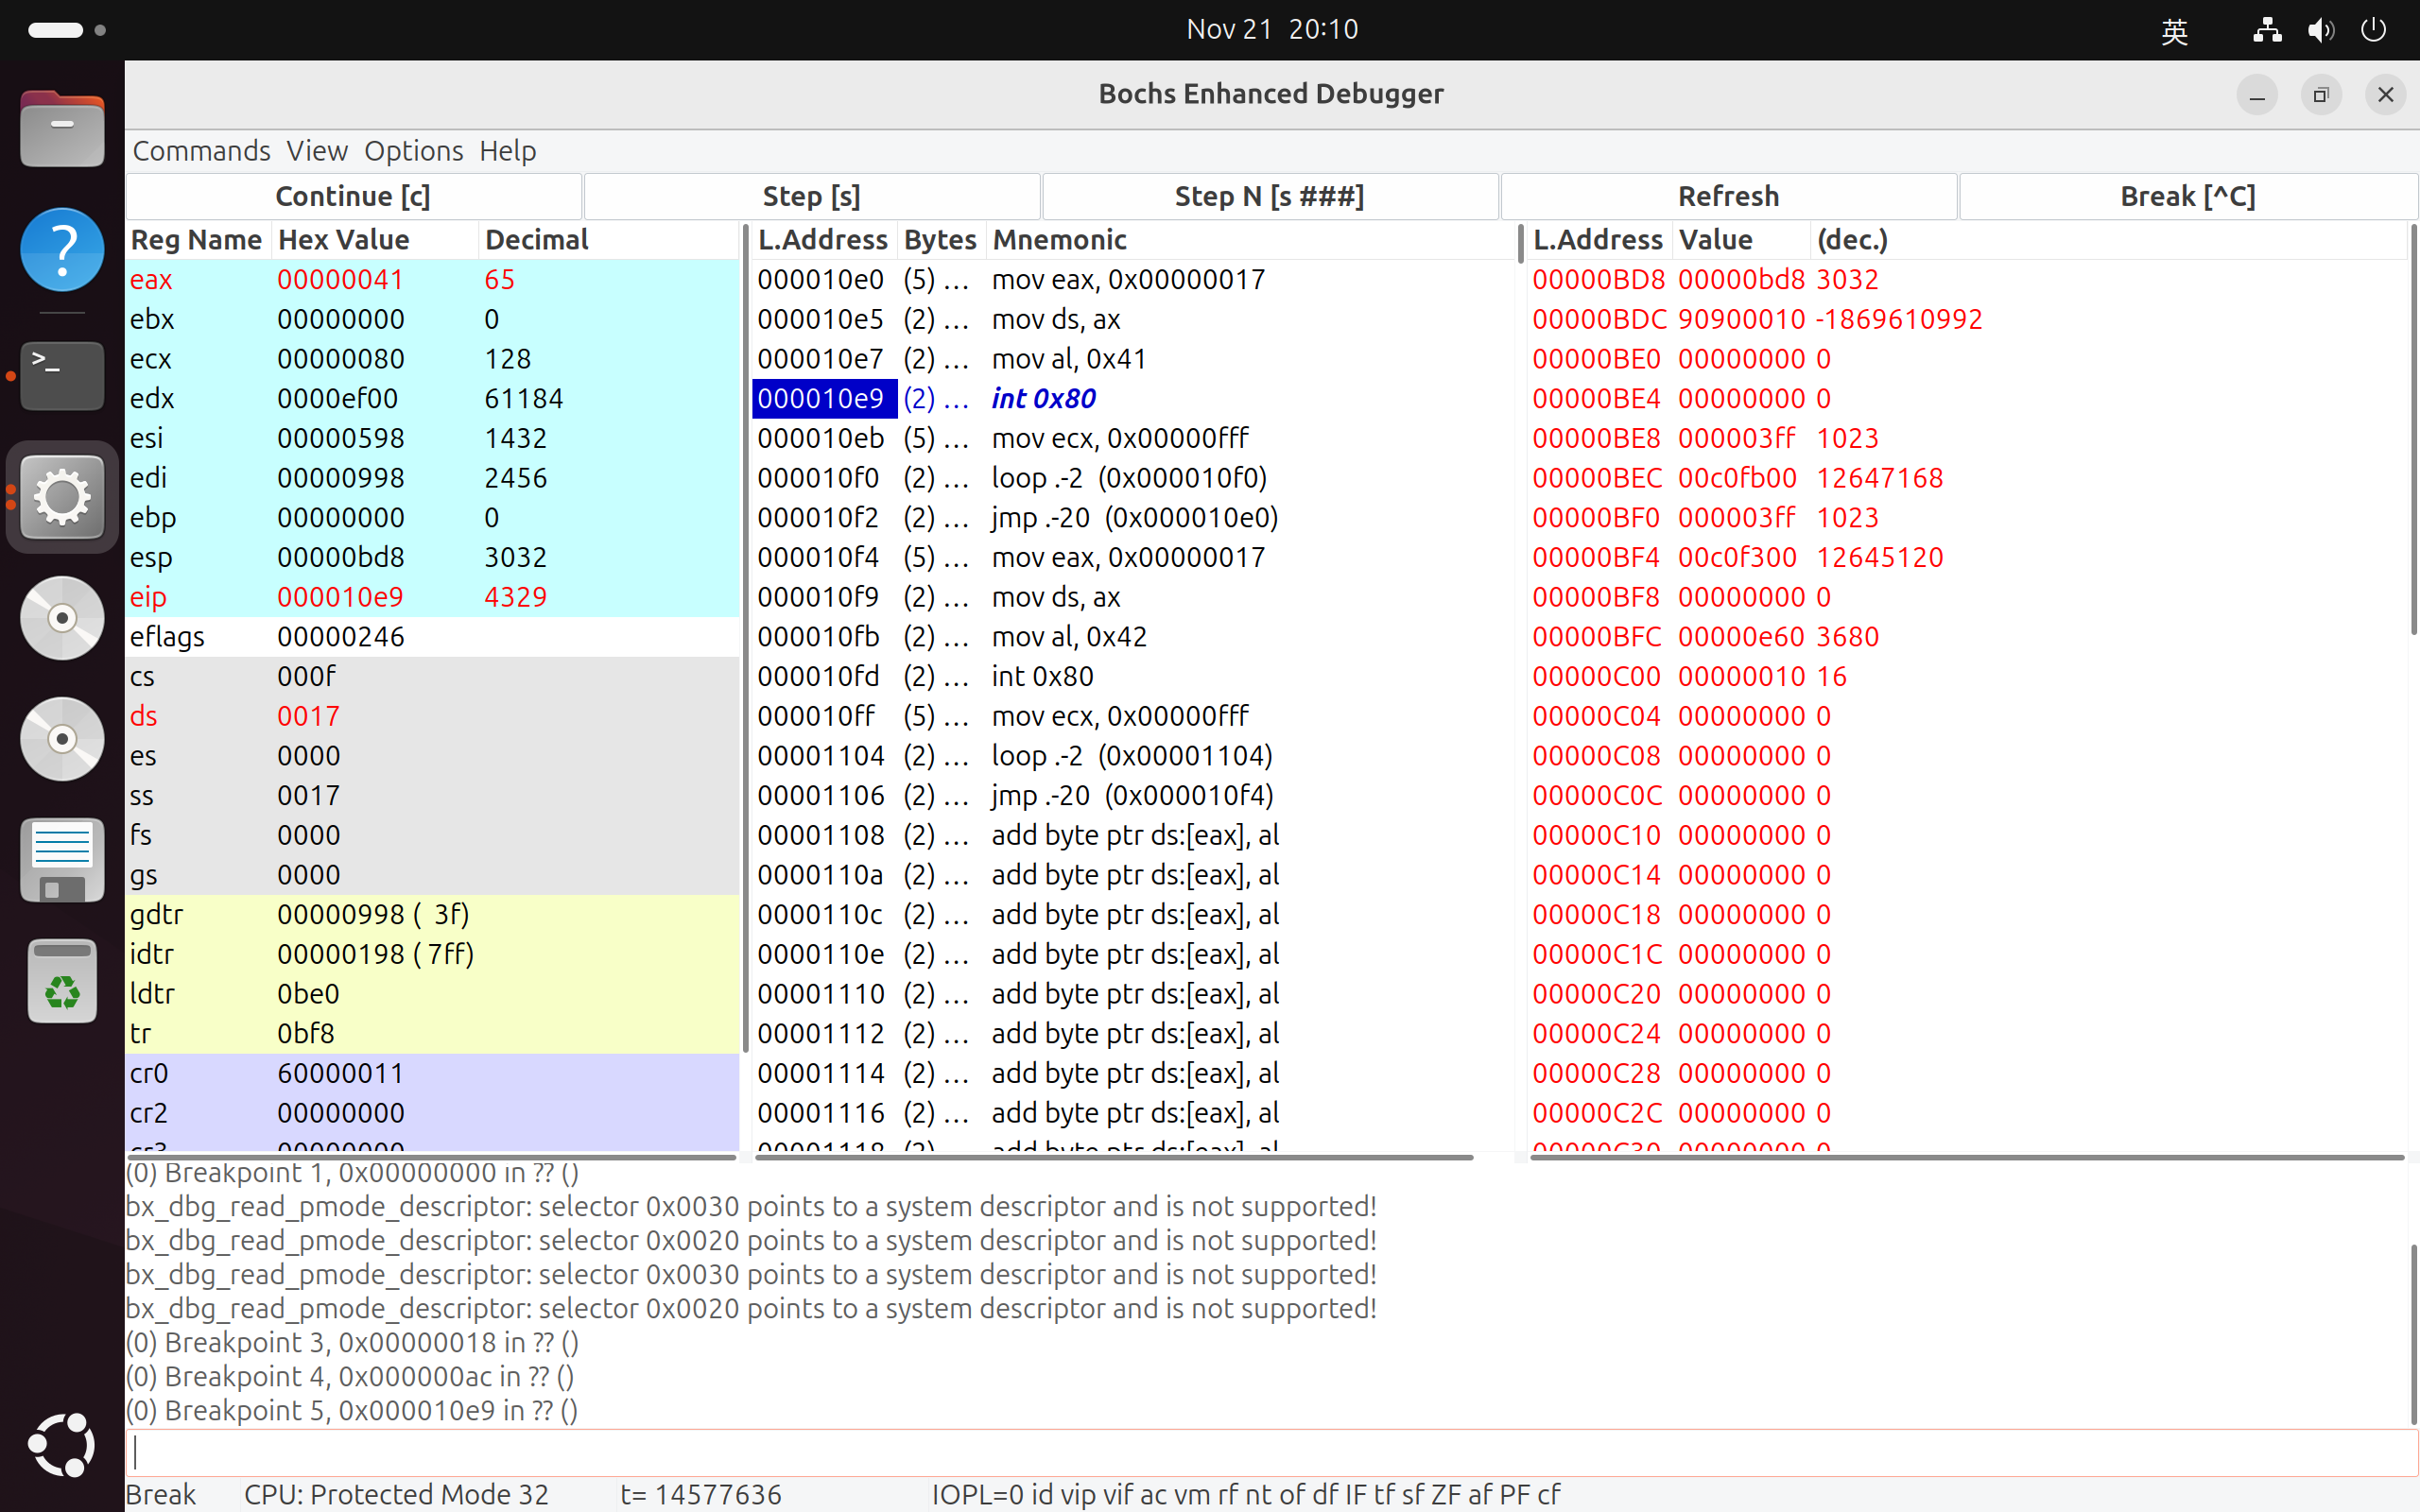 Nov 21 20:10
英
Bochs Enhanced Debugger
Commands View Options Help
Continue [c] Step [s] Step N [s ###] Refresh Break [^C]
Reg Name Hex Value Decimal L.Address Bytes Mnemonic L.Address Value (dec.)
eax 00000041 65 000010e0 (5) ... mov eax, 0x00000017 00000BD8 00000bd8 3032
ebx 00000000 0 000010e5 (2) ... mov ds, ax 00000BDC 90900010 -1869610992
ecx 00000080 128 000010e7 (2) ... mov al, 0x41 00000BE0 00000000 0
edx 0000ef00 61184 000010e9 (2) ... int 0x80 00000BE4 00000000 0
esi 00000598 1432 000010eb (5) ... mov ecx, 0x00000fff 00000BE8 000003ff 1023
edi 00000998 2456 000010f0 (2) ... loop .-2 (0x000010f0) 00000BEC 00c0fb00 12647168
ebp 00000000 0 000010f2 (2) ... jmp .-20 (0x000010e0) 00000BF0 000003ff 1023
esp 00000bd8 3032 000010f4 (5) ... mov eax, 0x00000017 00000BF4 00c0f300 12645120
eip 000010e9 4329 000010f9 (2) ... mov ds, ax 00000BF8 00000000 0
eflags 00000246 000010fb (2) ... mov al, 0x42 00000BFC 00000e60 3680
cs 000f 000010fd (2) ... int 0x80 00000C00 00000010 16
ds 0017 000010ff (5) ... mov ecx, 0x00000fff 00000C04 00000000 0
es 0000 00001104 (2) ... loop .-2 (0x00001104) 00000C08 00000000 0
ss 0017 00001106 (2) ... jmp .-20 (0x000010f4) 00000C0C 00000000 0
fs 0000 00001108 (2) ... add byte ptr ds:[eax], al 00000C10 00000000 0
gs 0000 0000110a (2) ... add byte ptr ds:[eax], al 00000C14 00000000 0
gdtr 00000998 ( 3f) 0000110c (2) ... add byte ptr ds:[eax], al 00000C18 00000000 0
idtr 00000198 ( 7ff) 0000110e (2) ... add byte ptr ds:[eax], al 00000C1C 00000000 0
ldtr 0be0 00001110 (2) ... add byte ptr ds:[eax], al 00000C20 00000000 0
tr 0bf8 00001112 (2) ... add byte ptr ds:[eax], al 00000C24 00000000 0
cr0 60000011 00001114 (2) ... add byte ptr ds:[eax], al 00000C28 00000000 0
cr2 00000000 00001116 (2) ... add byte ptr ds:[eax], al 00000C2C 00000000 0
cr3 00000000 00001118 (2) ... add byte ptr ds:[eax], al 00000C30 00000000 0
(0) Breakpoint 1, 0x00000000 in ?? ()
bx_dbg_read_pmode_descriptor: selector 0x0030 points to a system descriptor and is not supported!
bx_dbg_read_pmode_descriptor: selector 0x0020 points to a system descriptor and is not supported!
bx_dbg_read_pmode_descriptor: selector 0x0030 points to a system descriptor and is not supported!
bx_dbg_read_pmode_descriptor: selector 0x0020 points to a system descriptor and is not supported!
(0) Breakpoint 3, 0x00000018 in ?? ()
(0) Breakpoint 4, 0x000000ac in ?? ()
(0) Breakpoint 5, 0x000010e9 in ?? ()
Break CPU: Protected Mode 32 t= 14577636 IOPL=0 id vip vif ac vm rf nt of df IF tf sf ZF af PF cf